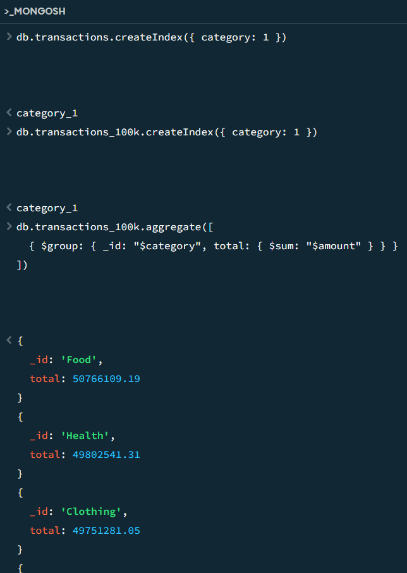 >_MONGOSH
> db.transactions.createIndex({ category: 1 })
< category_1
> db.transactions_100k.createIndex({ category: 1 })
< category_1
> db.transactions_100k.aggregate([
{ $group: { _id: "$category", total: { $sum: "$amount" } } }
])
< {
_id: 'Food',
total: 50766109.19
}
{
_id: 'Health',
total: 49802541.31
}
{
_id: 'Clothing',
total: 49751281.05
}
{